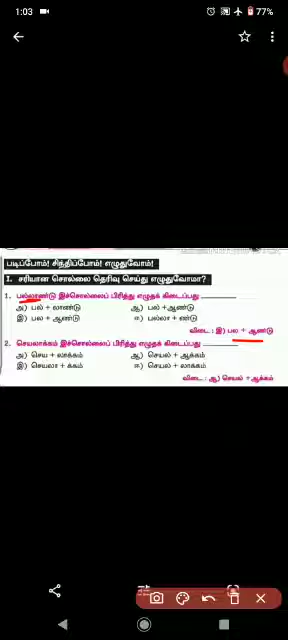 1:03
77%
படிப்போம்! சிந்திப்போம்! எழுதுவோம்!
I. சரியான சொல்லை தெரிவு செய்து எழுதுவோமா?
1. பல்லாண்டு இச்சொல்லைப் பிரித்து எழுதக் கிடைப்பது
அ) பல் + லாண்டு ஆ) பல் +ஆண்டு
இ) பல + ஆண்டு ஈ) பல்லா + ண்டு
விடை : இ) பல + ஆண்டு
2. செயலாக்கம் இச்சொல்லைப் பிரித்து எழுதக் கிடைப்பது
அ) செய + லாக்கம் ஆ) செயல் + ஆக்கம்
இ) செயலா + க்கம் ஈ) செயல் + லாக்கம்
விடை : ஆ) செயல் +ஆக்கம்